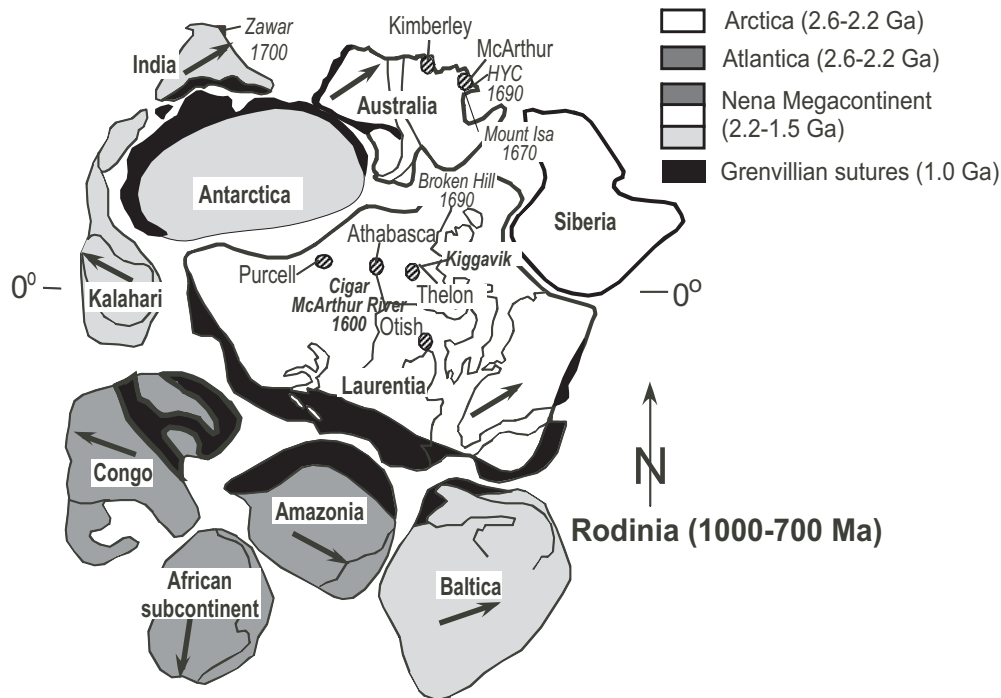 Zawar
1700
India
Kimberley
McArthur
HYC
1690
Australia
Mount Isa
1670
Arctica (2.6-2.2 Ga)
Atlantica (2.6-2.2 Ga)
Nena Megacontinent
(2.2-1.5 Ga)
Grenvillian sutures (1.0 Ga)
Antarctica
Broken Hill
1690
Siberia
Athabasca
Purcell
Kiggavik
Cigar
McArthur River
1600
Thelon
Otish
0⁰
Kalahari
0⁰
Laurentia
N
Congo
Amazonia
Rodinia (1000-700 Ma)
African
subcontinent
Baltica